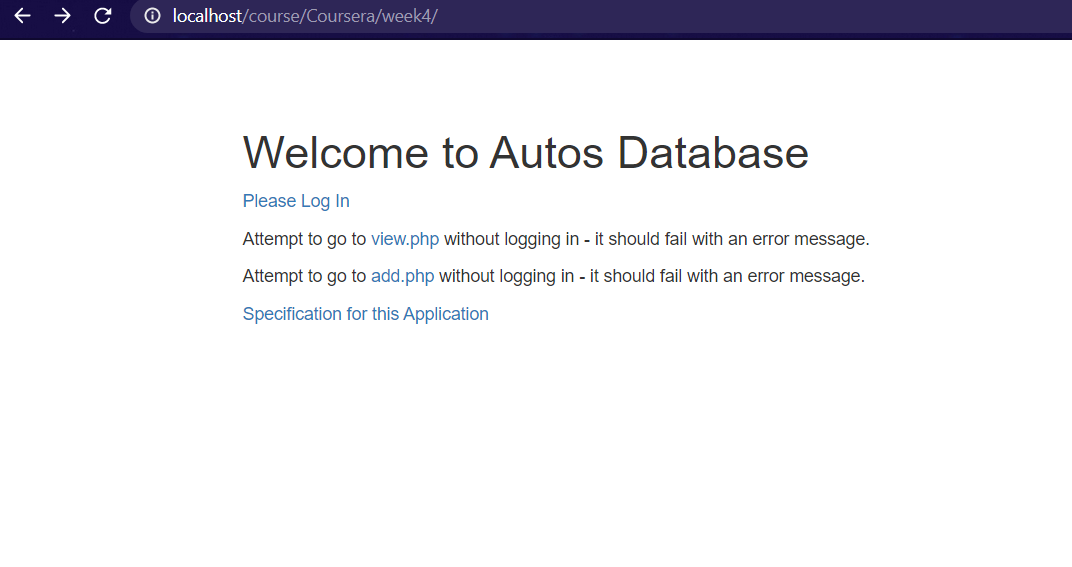 localhost/course/Coursera/week4/
Welcome to Autos Database
Please Log In
Attempt to go to view.php without logging in - it should fail with an error message.
Attempt to go to add.php without logging in - it should fail with an error message.
Specification for this Application